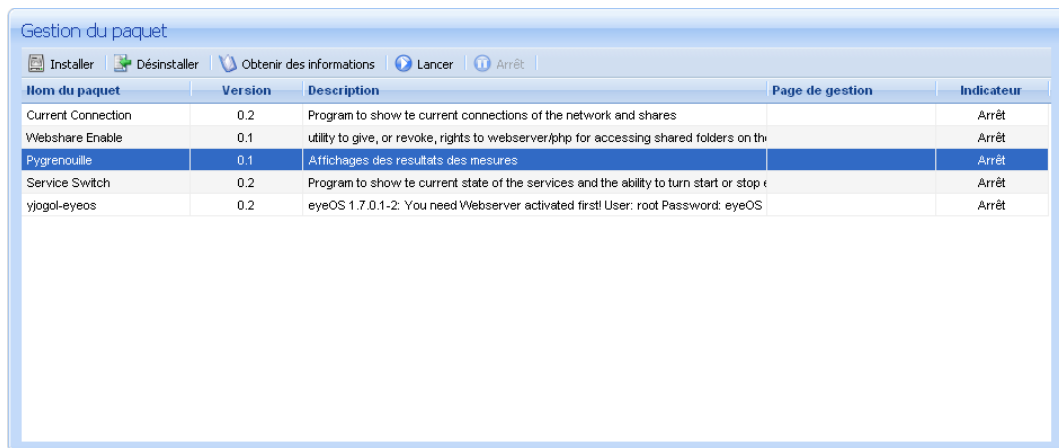 Gestion du paquet
Installer Désinstaller Obtenir des informations Lancer Arrêt
Nom du paquet Version Description Page de gestion Indicateur
Current Connection 0.2 Program to show te current connections of the network and shares Arrêt
Webshare Enable 0.1 utility to give, or revoke, rights to webserver/php for accessing shared folders on the Arrêt
Pygrenouille 0.1 Affichages des resultats des mesures Arrêt
Service Switch 0.2 Program to show te current state of the services and the ability to turn start or stop e Arrêt
yjogol-eyeos 0.2 eyeOS 1.7.0.1-2: You need Webserver activated first! User: root Password: eyeOS Arrêt